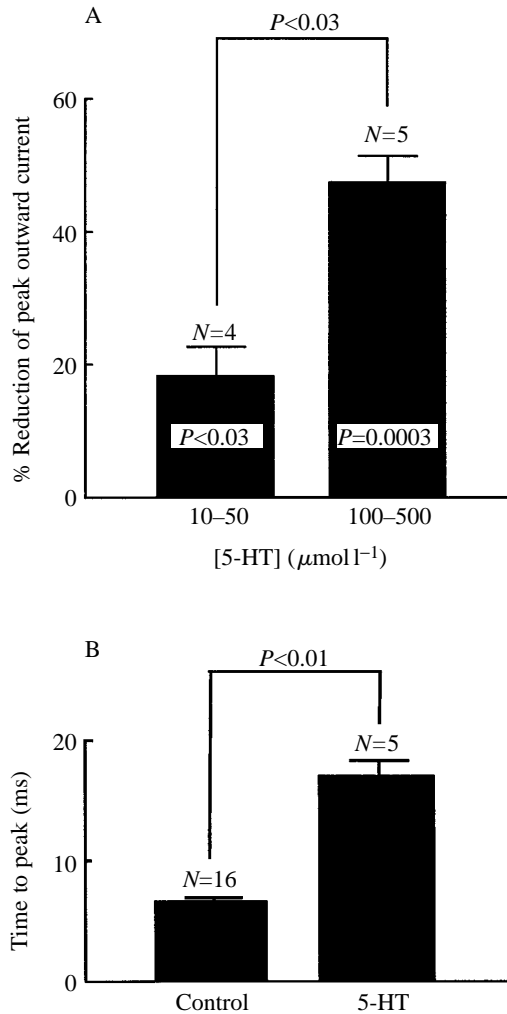 A
P<0.03
60
40
20
0
% Reduction of peak outward current
N=5
N=4
P<0.03
P=0.0003
10–50
100–500
[5-HT] (μmol l⁻¹)
B
P<0.01
20
10
0
Time to peak (ms)
N=5
N=16
Control
5-HT